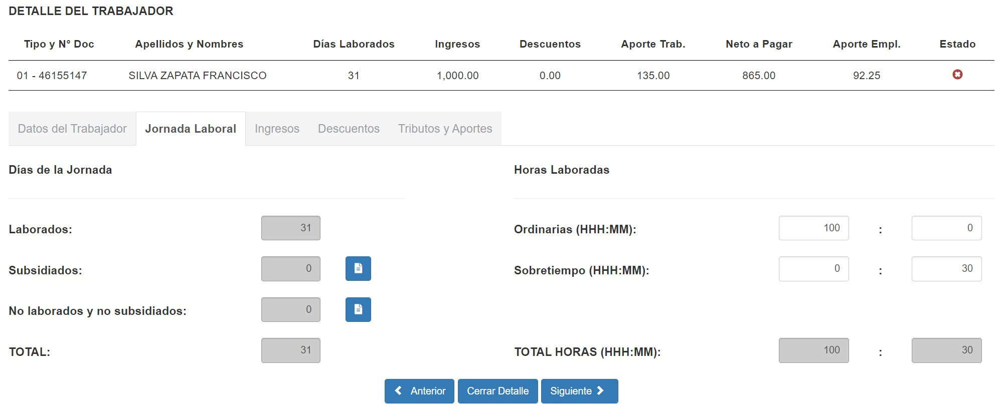 DETALLE DEL TRABAJADOR
Tipo y N° Doc Apellidos y Nombres Días Laborados Ingresos Descuentos Aporte Trab. Neto a Pagar Aporte Empl. Estado
01 - 46155147 SILVA ZAPATA FRANCISCO 31 1,000.00 0.00 135.00 865.00 92.25
Datos del Trabajador Jornada Laboral Ingresos Descuentos Tributos y Aportes
Días de la Jornada Horas Laboradas
Laborados: 31 Ordinarias (HHH:MM): 100 : 0
Subsidiados: 0 Sobretiempo (HHH:MM): 0 : 30
No laborados y no subsidiados: 0
TOTAL: 31 TOTAL HORAS (HHH:MM): 100 : 30
Anterior Cerrar Detalle Siguiente